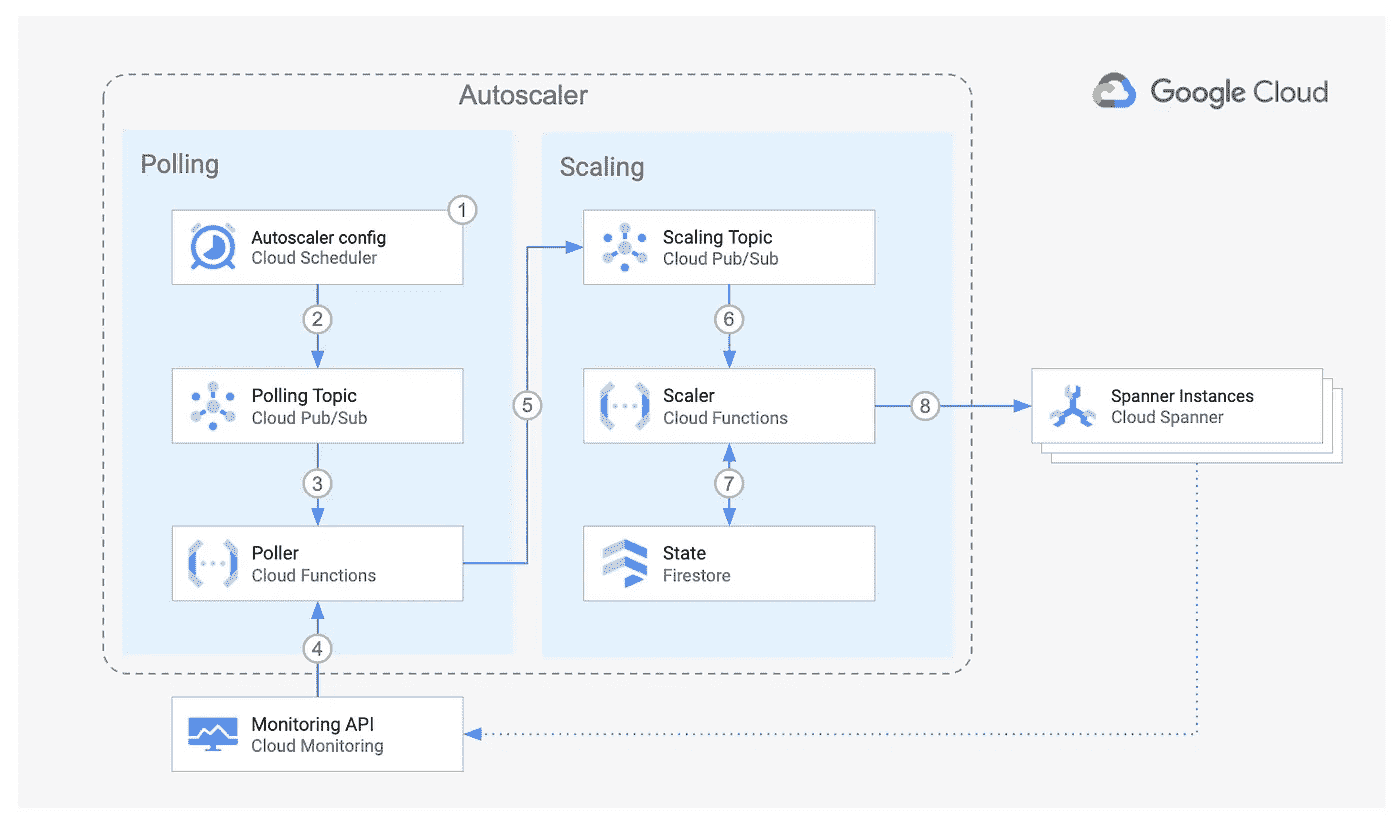 Autoscaler
Google Cloud
Polling
1
Autoscaler config
Cloud Scheduler
2
Polling Topic
Cloud Pub/Sub
3
Poller
Cloud Functions
4
Monitoring API
Cloud Monitoring
5
Scaling
Scaling Topic
Cloud Pub/Sub
6
Scaler
Cloud Functions
7
State
Firestore
8
Spanner Instances
Cloud Spanner